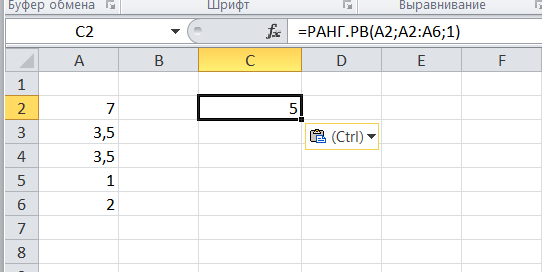 Буфер обмена Шрифт Выравнивание
C2 fx =РАНГ.РВ(A2;A2:A6;1)
A B C D E F
1
2 7 5
3 3,5 (Ctrl)
4 3,5
5 1
6 2
7
8